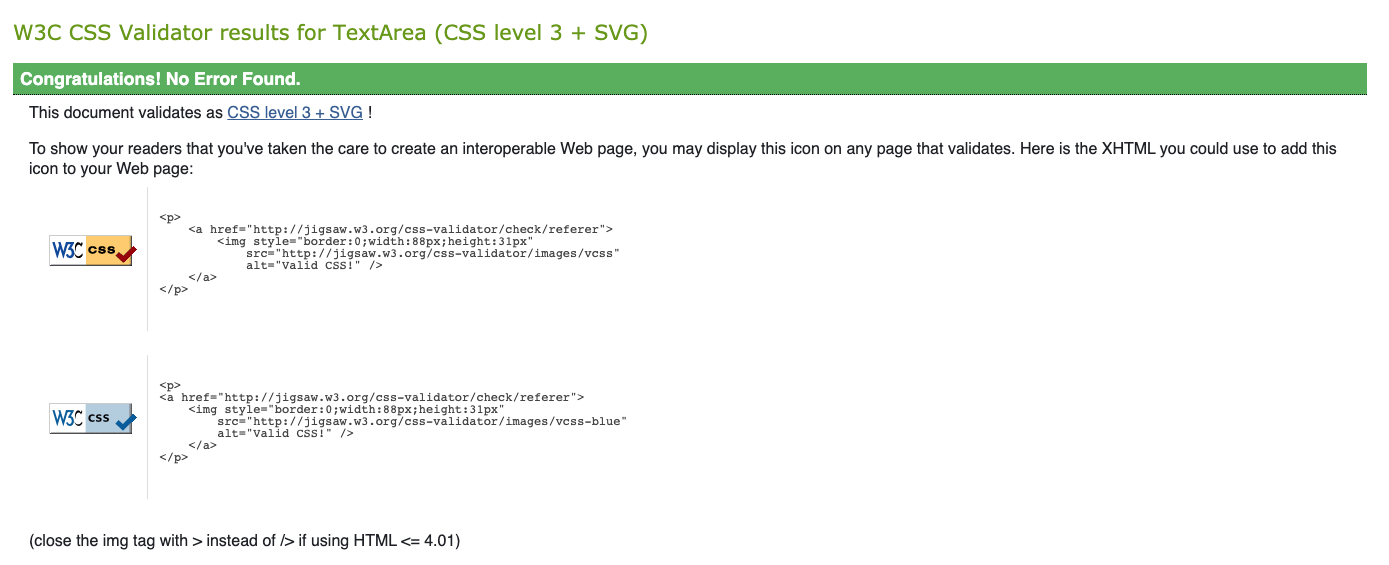 W3C CSS Validator results for TextArea (CSS level 3 + SVG)
Congratulations! No Error Found.
This document validates as CSS level 3 + SVG !
To show your readers that you've taken the care to create an interoperable Web page, you may display this icon on any page that validates. Here is the XHTML you could use to add this
icon to your Web page:
W3C css
<p>
    <a href="http://jigsaw.w3.org/css-validator/check/referer">
        <img style="border:0;width:88px;height:31px"
            src="http://jigsaw.w3.org/css-validator/images/vcss"
            alt="Valid CSS!" />
    </a>
</p>
W3C css
<p>
<a href="http://jigsaw.w3.org/css-validator/check/referer">
    <img style="border:0;width:88px;height:31px"
        src="http://jigsaw.w3.org/css-validator/images/vcss-blue"
        alt="Valid CSS!" />
    </a>
</p>
(close the img tag with > instead of /> if using HTML <= 4.01)